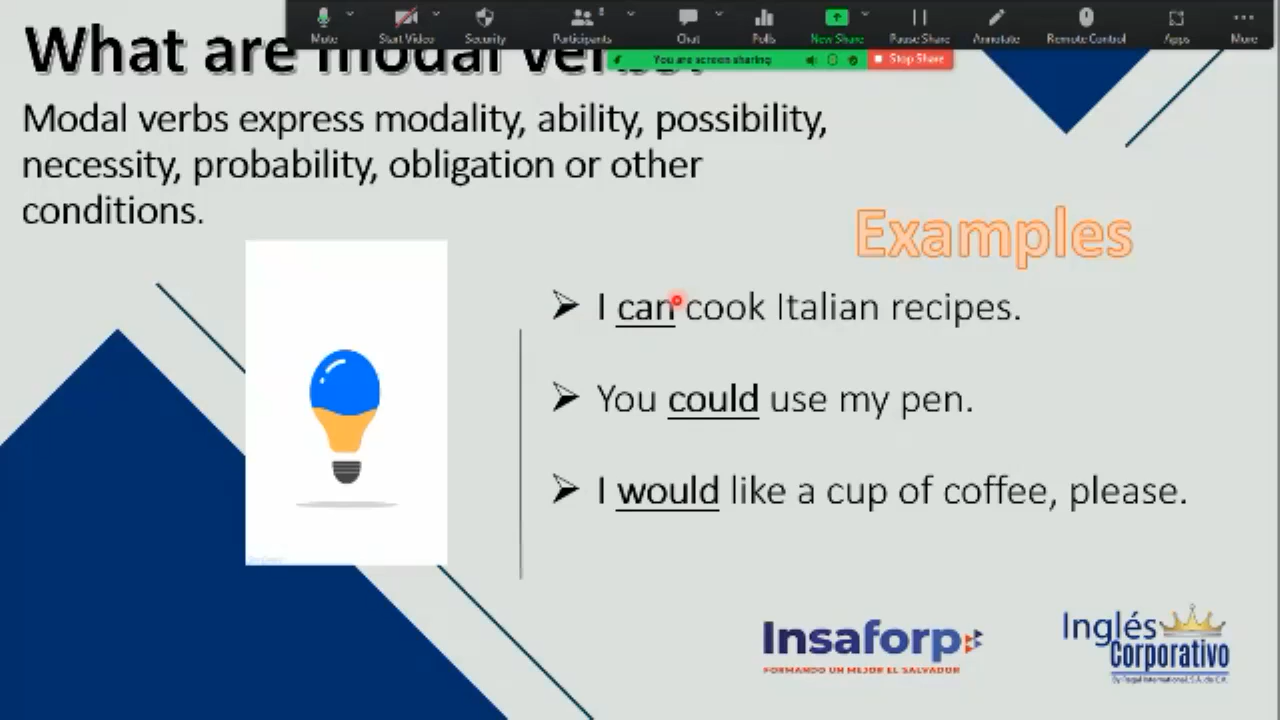 Mute
Start Video
Security
Participants
Chat
Polls
New Share
Pause Share
Annotate
Remote Control
Apps
More
You are screen sharing
Stop Share
What are modal verbs?
Modal verbs express modality, ability, possibility,
necessity, probability, obligation or other
conditions.
Examples
I can cook Italian recipes.
You could use my pen.
I would like a cup of coffee, please.
Insaforp
FORMANDO UN MEJOR EL SALVADOR
Inglés
Corporativo